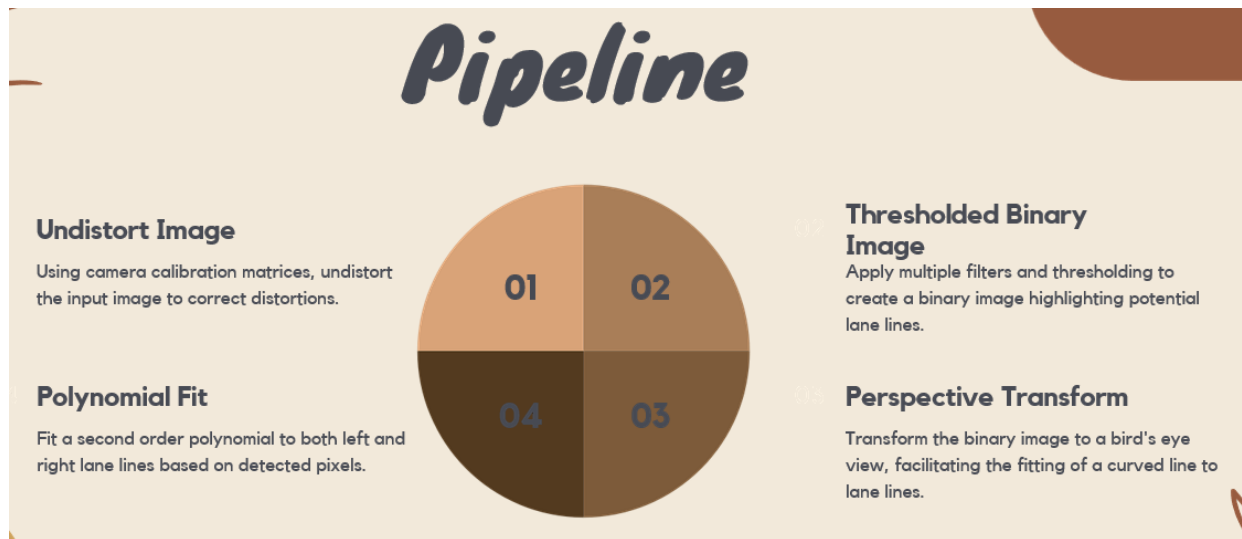 Pipeline
Undistort Image
Using camera calibration matrices, undistort
the input image to correct distortions.
01
02
Thresholded Binary
Image
Apply multiple filters and thresholding to
create a binary image highlighting potential
lane lines.
Polynomial Fit
Fit a second order polynomial to both left and
right lane lines based on detected pixels.
04
03
Perspective Transform
Transform the binary image to a bird's eye
view, facilitating the fitting of a curved line to
lane lines.